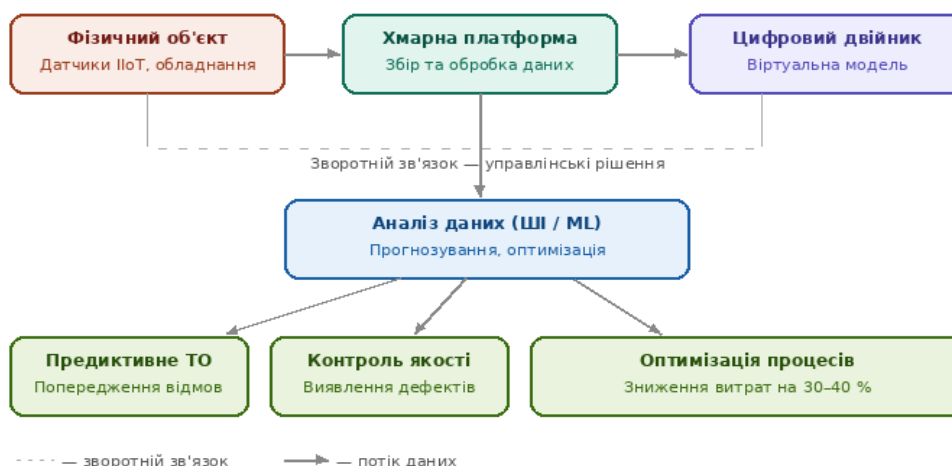 Фізичний об'єкт
Датчики IIoT, обладнання
Хмарна платформа
Збір та обробка даних
Цифровий двійник
Віртуальна модель
Зворотній зв'язок — управлінські рішення
Аналіз даних (ШІ / ML)
Прогнозування, оптимізація
Предиктивне ТО
Попередження відмов
Контроль якості
Виявлення дефектів
Оптимізація процесів
Зниження витрат на 30–40 %
— зворотній зв'язок
— потік даних